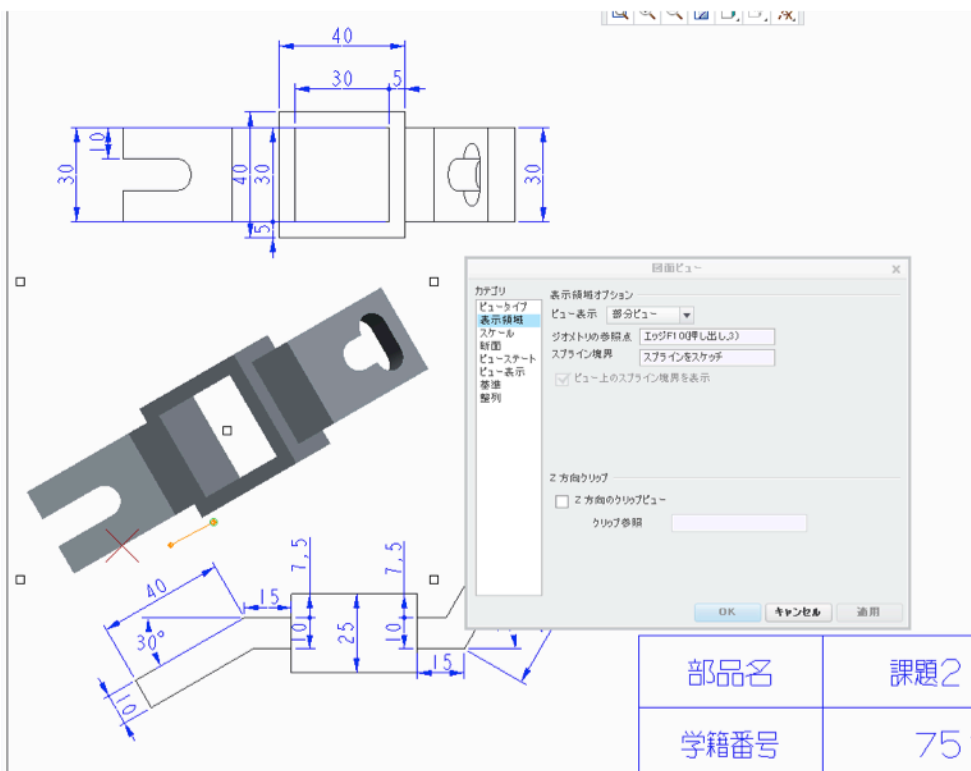 40
30
5
30
10
40
30
5
30
図面ビュー
カテゴリ
ビュータイプ
表示領域
スケール
断面
ビューステート
ビュー表示
基準
整列
表示領域オプション
ビュー表示
部分ビュー
ジオメトリの参照点
エッジF10(押し出し_3)
スプライン境界
スプラインをスケッチ
ビュー上のスプライン境界を表示
Z 方向クリップ
Z 方向のクリップビュー
クリップ参照
OK
キャンセル
適用
40
15
7,5
7,5
30°
10
25
10
15
10
部品名
課題2
学籍番号
75